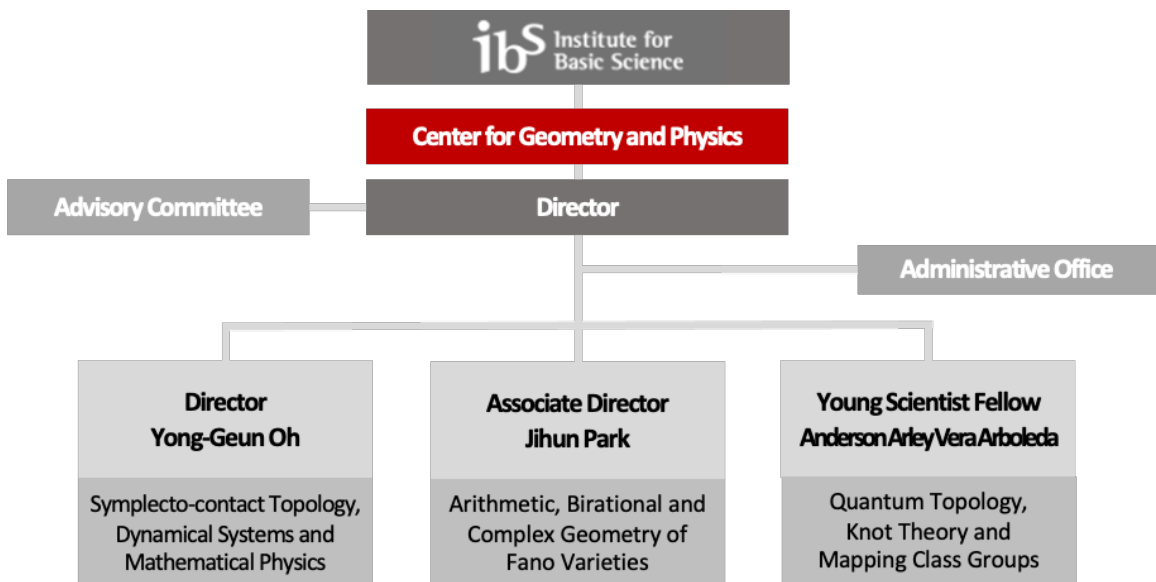 ibS Institute for
Basic Science
Center for Geometry and Physics
Advisory Committee
Director
Administrative Office
Director
Yong-Geun Oh
Symplecto-contact Topology,
Dynamical Systems and
Mathematical Physics
Associate Director
Jihun Park
Arithmetic, Birational and
Complex Geometry of
Fano Varieties
Young Scientist Fellow
Anderson Arley Vera Arboleda
Quantum Topology,
Knot Theory and
Mapping Class Groups